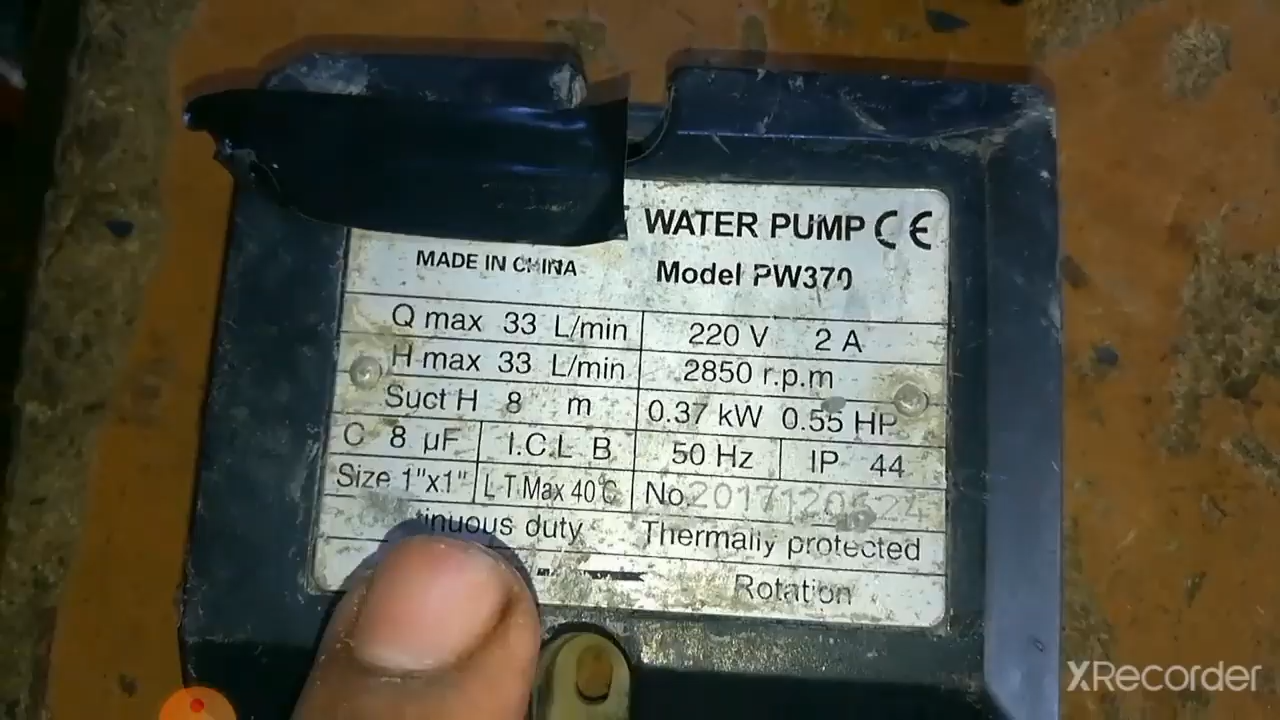 WATER PUMP CE
MADE IN CHINA Model PW370
Q max 33 L/min 220 V 2 A
H max 33 L/min 2850 r.p.m
Suct H 8 m 0.37 kW 0.55 HP
C 8 µF I.C.L B 50 Hz IP 44
Size 1"x1" L T.Max 40°C No. 2017120524
tinuous duty Thermally protected
Rotation
XRecorder